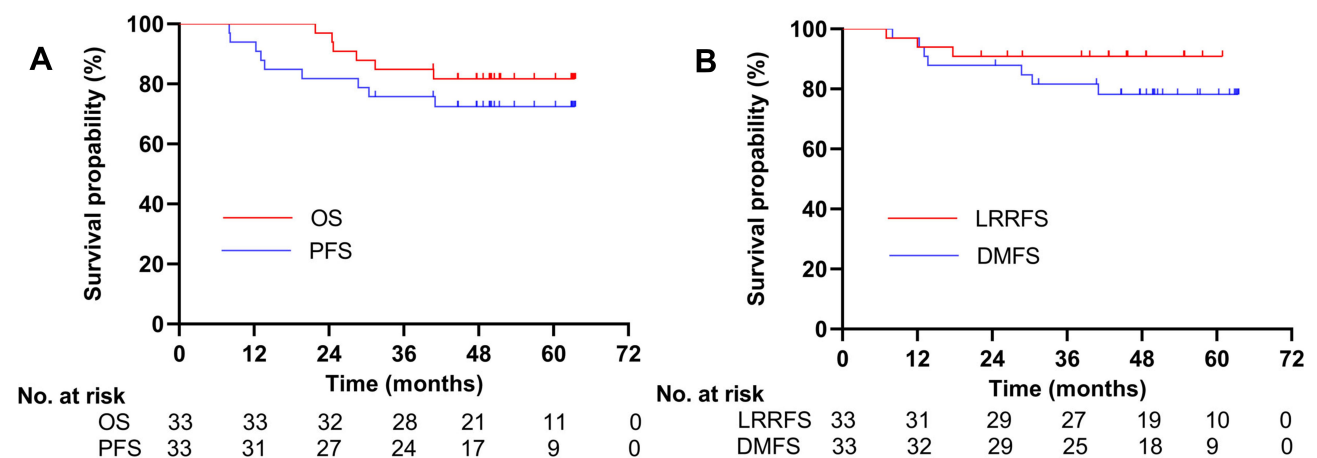 A
Survival propability (%)
100
80
60
40
20
0
OS
PFS
0 12 24 36 48 60 72
Time (months)
No. at risk
OS 33 33 32 28 21 11 0
PFS 33 31 27 24 17 9 0
B
Survival propability (%)
100
80
60
40
20
0
LRRFS
DMFS
0 12 24 36 48 60 72
Time (months)
No. at risk
LRRFS 33 31 29 27 19 10 0
DMFS 33 32 29 25 18 9 0